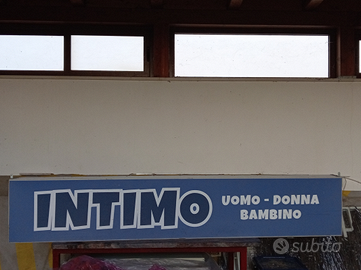 INTIMO
UOMO - DONNA
BAMBINO
subito